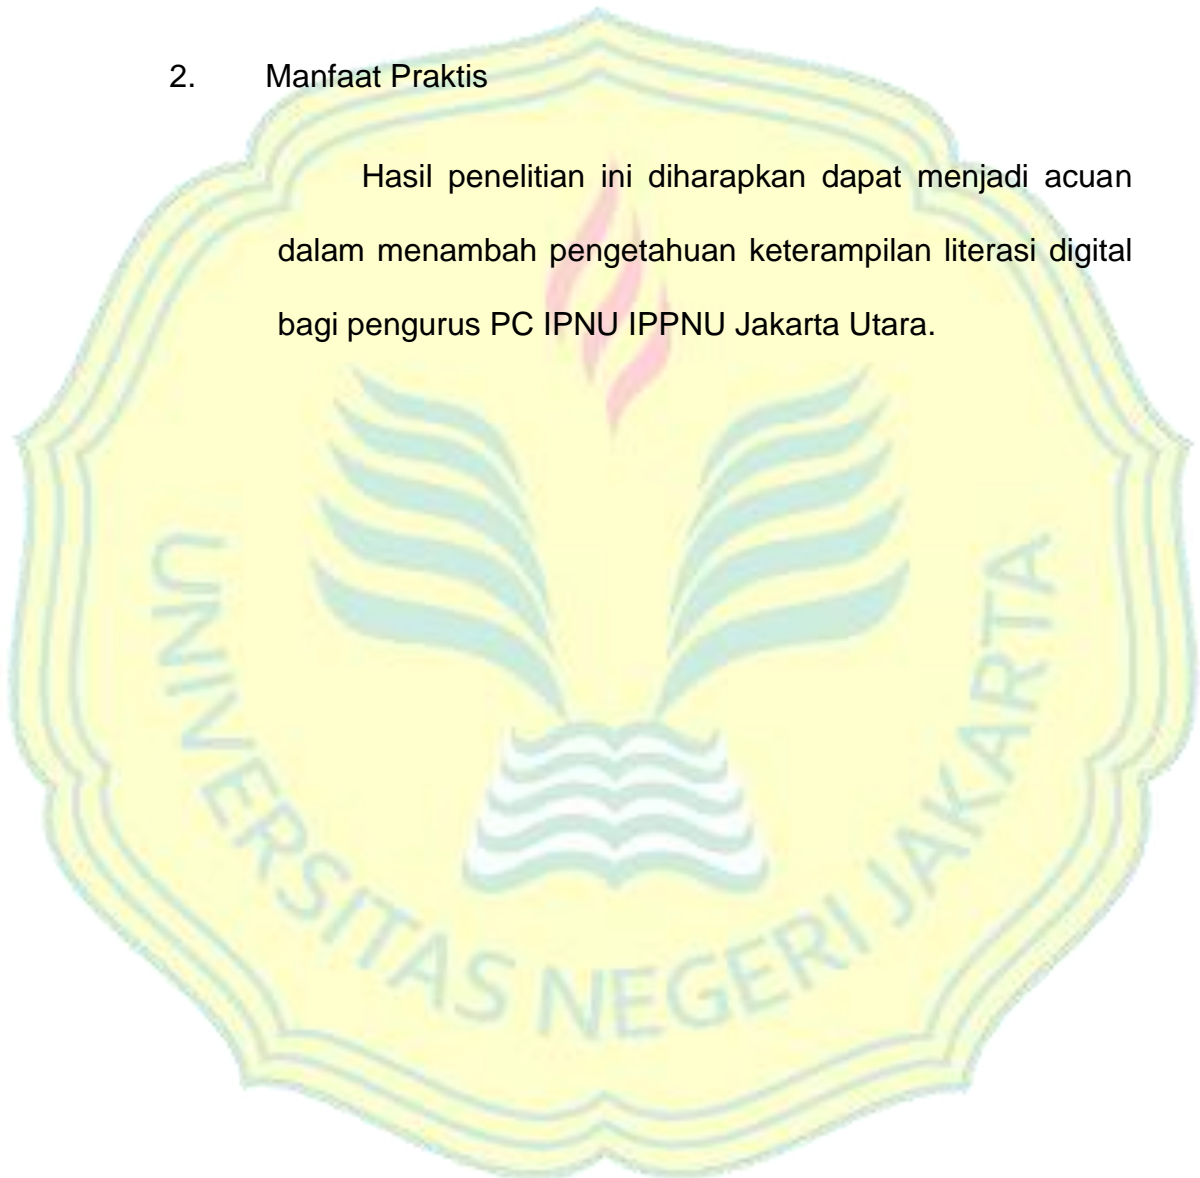 2. Manfaat Praktis
Hasil penelitian ini diharapkan dapat menjadi acuan
dalam menambah pengetahuan keterampilan literasi digital
bagi pengurus PC IPNU IPPNU Jakarta Utara.
UNIVERSITAS NEGERI JAKARTA